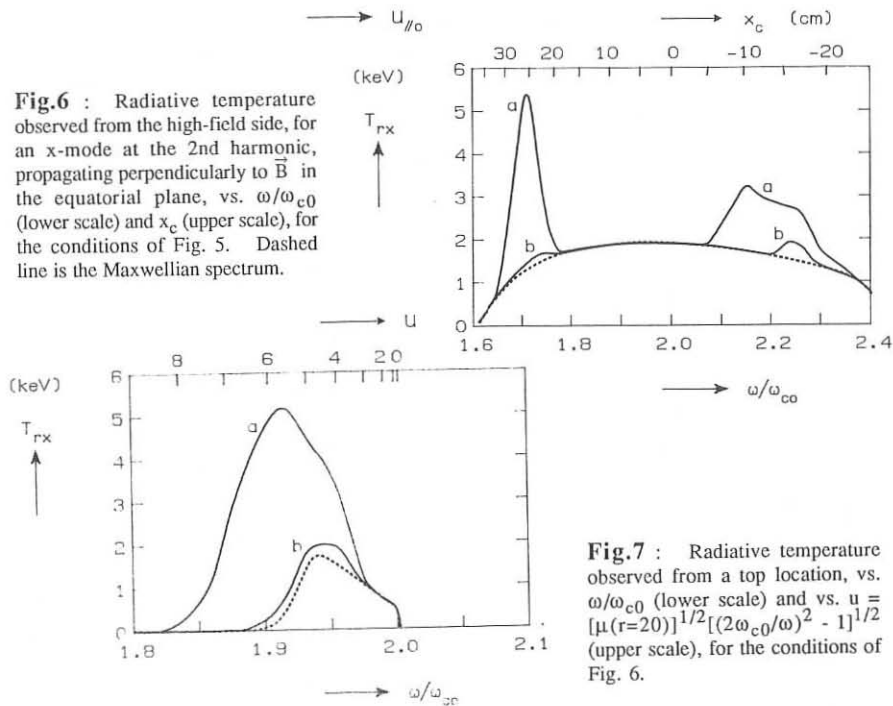 → u//o
→ xc (cm)
30 20 10 0 -10 -20
(keV)
Trx
6
5
4
3
2
1
0
a
b
a
b
1.6 1.8 2.0 2.2 2.4
→ ω/ωco
Fig.6 : Radiative temperature
observed from the high-field side, for
an x-mode at the 2nd harmonic,
propagating perpendicularly to B⃗ in
the equatorial plane, vs. ω/ωc0
(lower scale) and xc (upper scale), for
the conditions of Fig. 5. Dashed
line is the Maxwellian spectrum.
→ u
8 6 4 2 0
(keV)
Trx
6
5
4
3
2
1
0
a
b
1.8 1.9 2.0 2.1
→ ω/ωco
Fig.7 : Radiative temperature
observed from a top location, vs.
ω/ωc0 (lower scale) and vs. u =
[μ(r=20)]1/2[(2ωc0/ω)2 - 1]1/2
(upper scale), for the conditions of
Fig. 6.